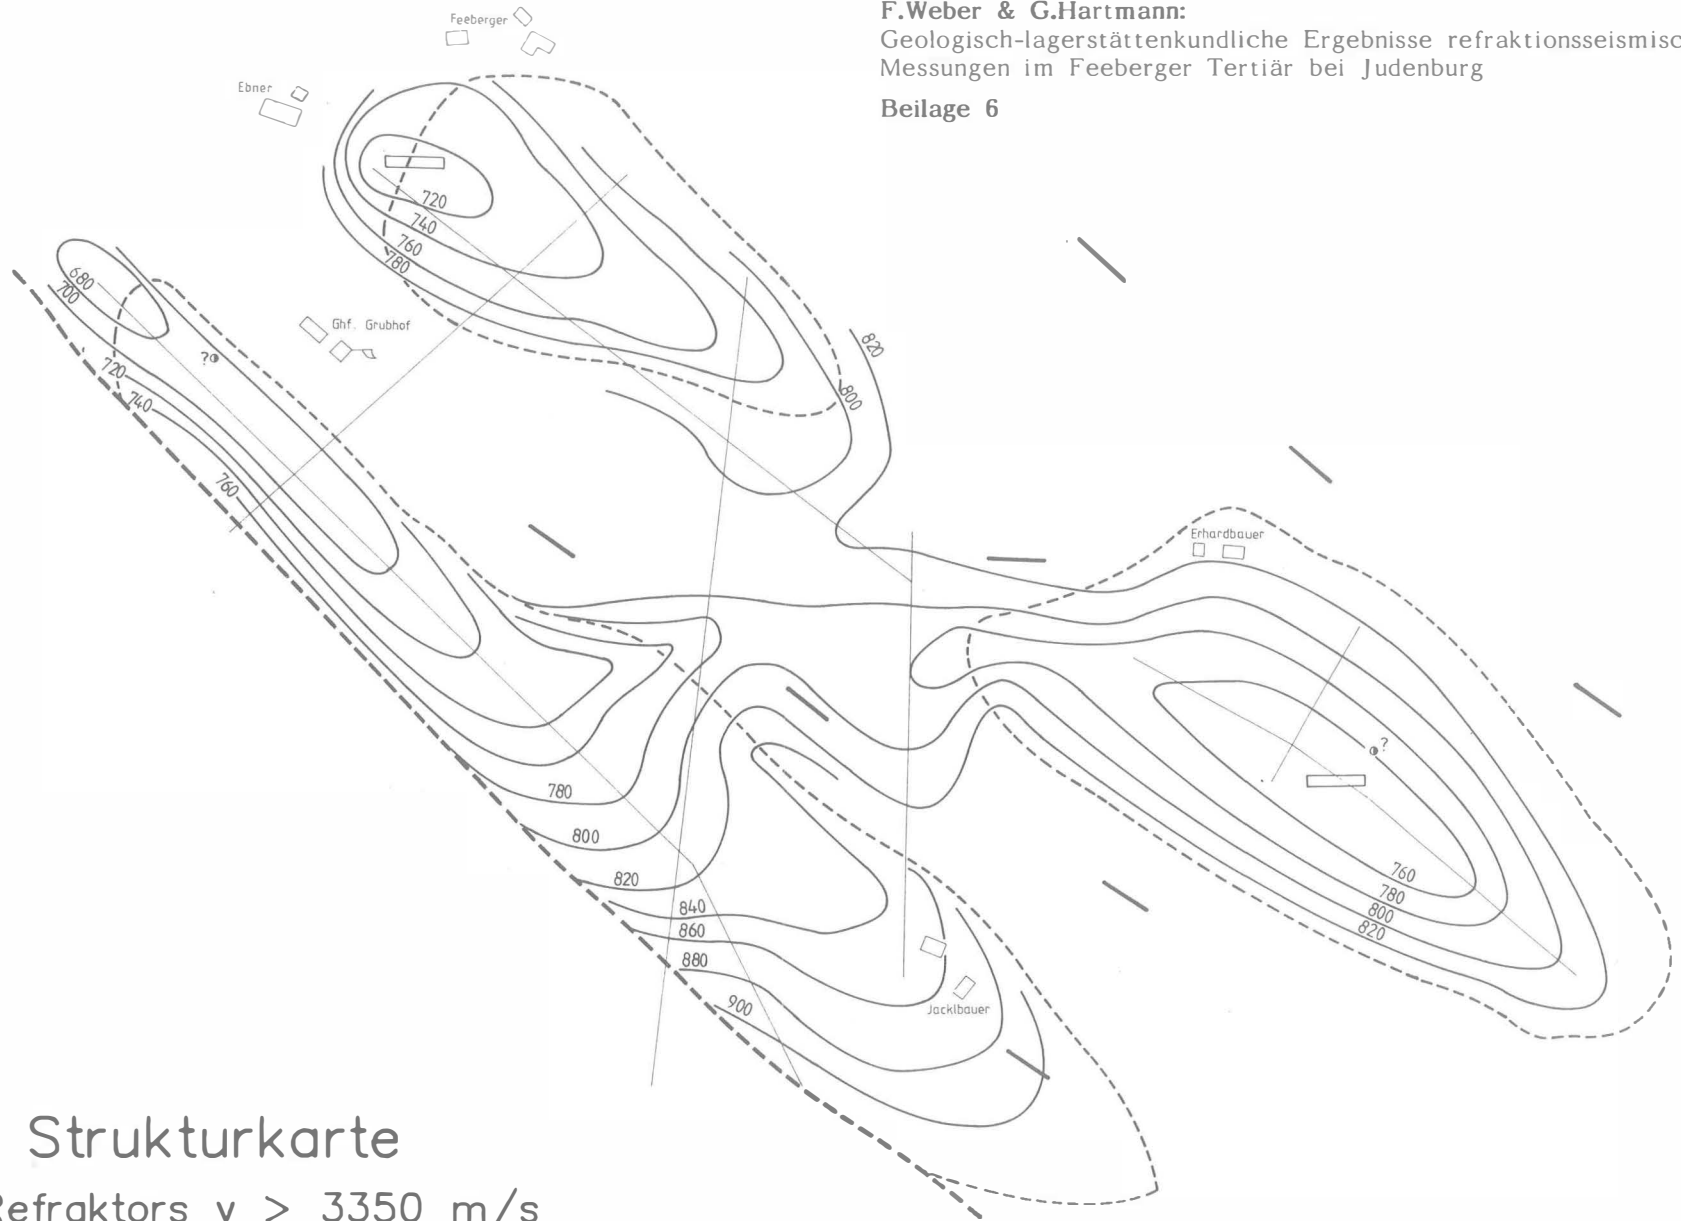 F.Weber & G.Hartmann:
Geologisch-lagerstättenkundliche Ergebnisse refraktionsseismisc
Messungen im Feeberger Tertiär bei Judenburg
Beilage 6
Feeberger
Ebner
720
740
760
780
680
700
Ghf. Grubhof
?
720
740
760
820
800
Erhardbauer
?
780
800
820
840
860
880
900
760
780
800
820
Jacklbauer
Strukturkarte
Refraktors v > 3350 m/s